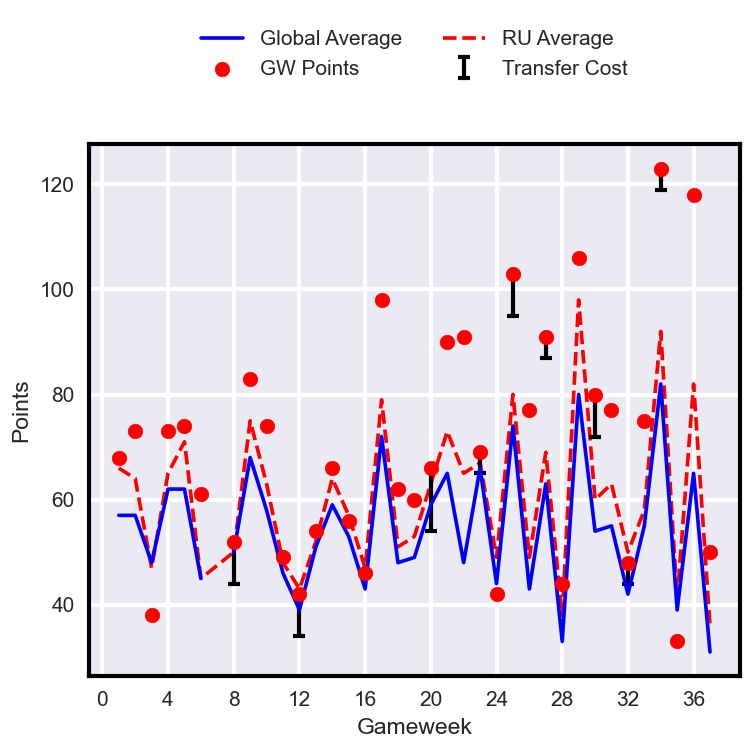 Global Average RU Average
GW Points Transfer Cost
120
100
80
60
40
Points
0 4 8 12 16 20 24 28 32 36
Gameweek